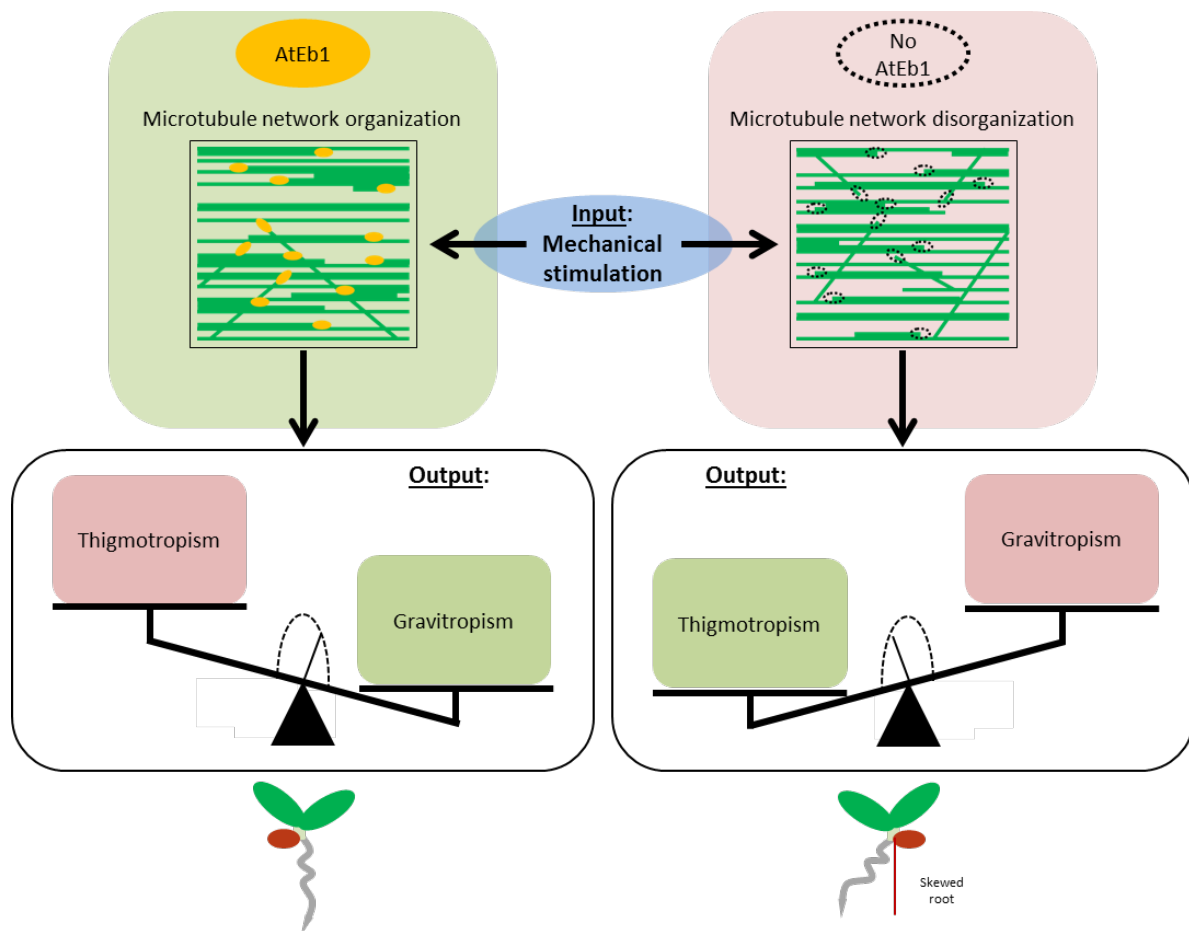 AtEb1
Microtubule network organization
No
AtEb1
Microtubule network disorganization
Input:
Mechanical
stimulation
Output:
Thigmotropism
Gravitropism
Output:
Gravitropism
Thigmotropism
Skewed
root